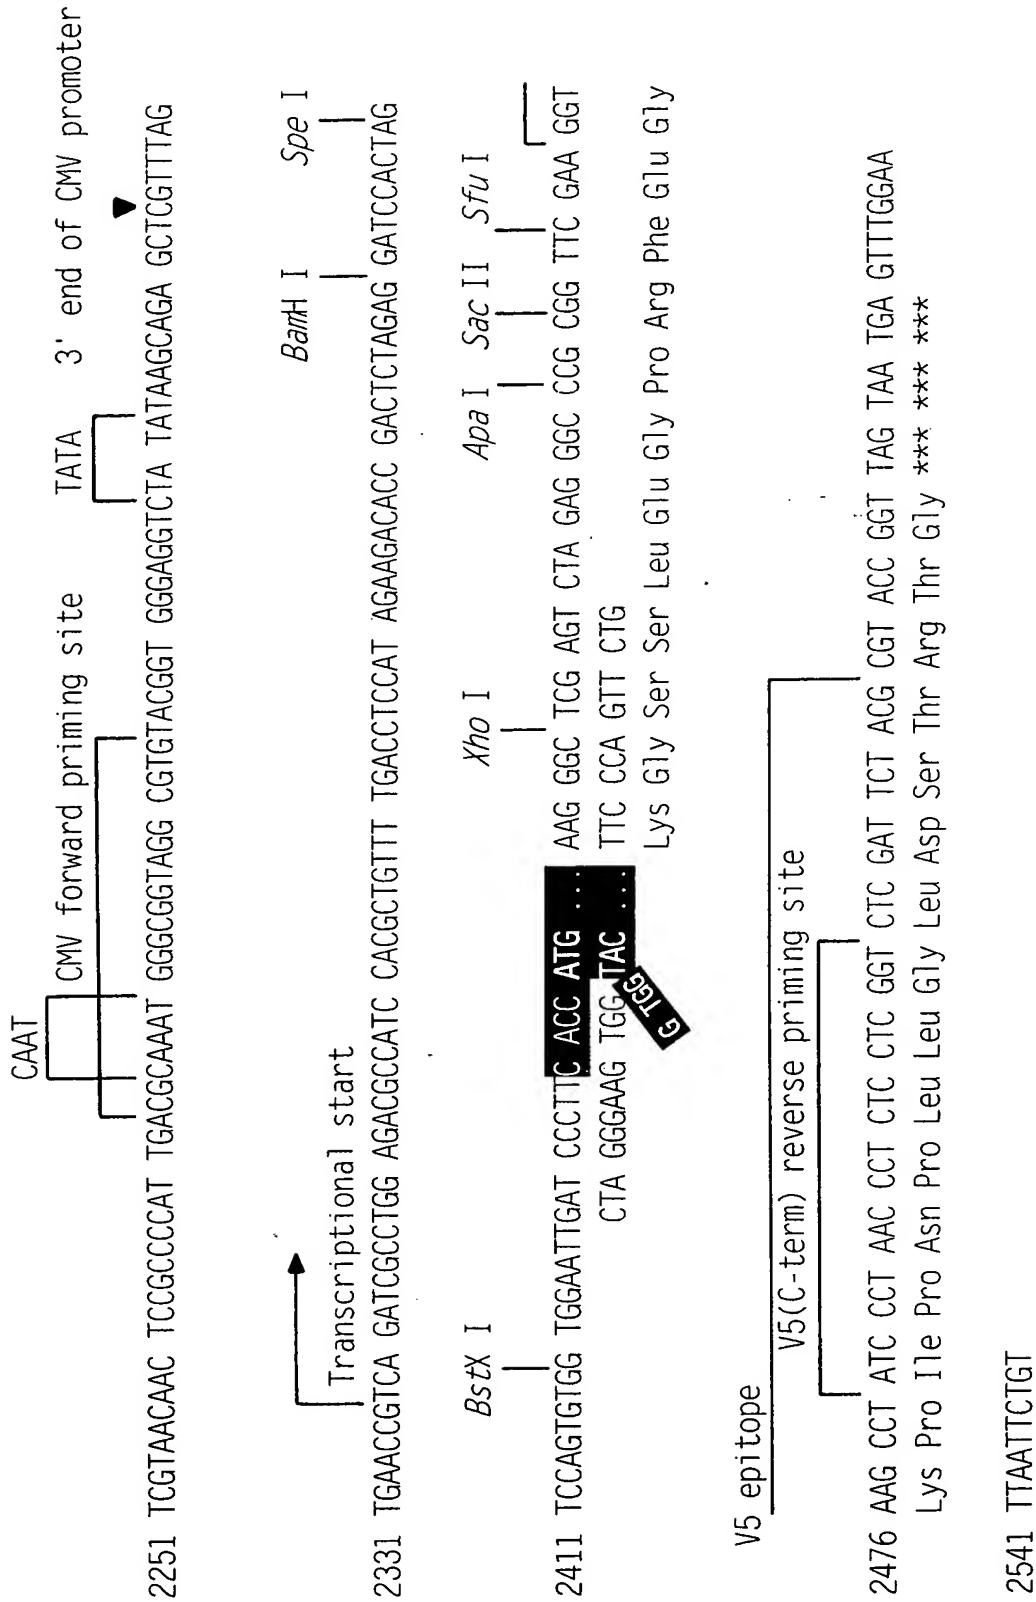 CAAT
CMV forward priming site TATA 3' end of CMV promoter
2251 TCGTAACAAC TCCGCCCCAT TGACGCAAAT GGGCGGTAGG CGTGTACGGT GGGAGGTCTA TATAAGCAGA GCTCGTTTAG
Transcriptional start BamH I Spe I
2331 TGAACCGTCA GATCGCCTGG AGACGCCATC CACGCTGTTT TGACCTCCAT AGAAGACACC GACTCTAGAG GATCCACTAG
BstX I Xho I Apa I Sac II Sfu I
2411 TCCAGTGTGG TGGAATTGAT CCCTTC ACC ATG ... AAG GGC TCG AGT CTA GAG GGC CCG CGG TTC GAA GGT
CTA GGGAAG TGG TAC ... TTC CCA GTT CTG
G TGG
Lys Gly Ser Ser Leu Glu Gly Pro Arg Phe Glu Gly
V5 epitope
V5(C-term) reverse priming site
2476 AAG CCT ATC CCT AAC CCT CTC CTC GGT CTC GAT TCT ACG CGT ACC GGT TAG TAA TGA GTTTGGAA
Lys Pro Ile Pro Asn Pro Leu Leu Gly Leu Asp Ser Thr Arg Thr Gly *** *** ***
2541 TTAATTCTGT